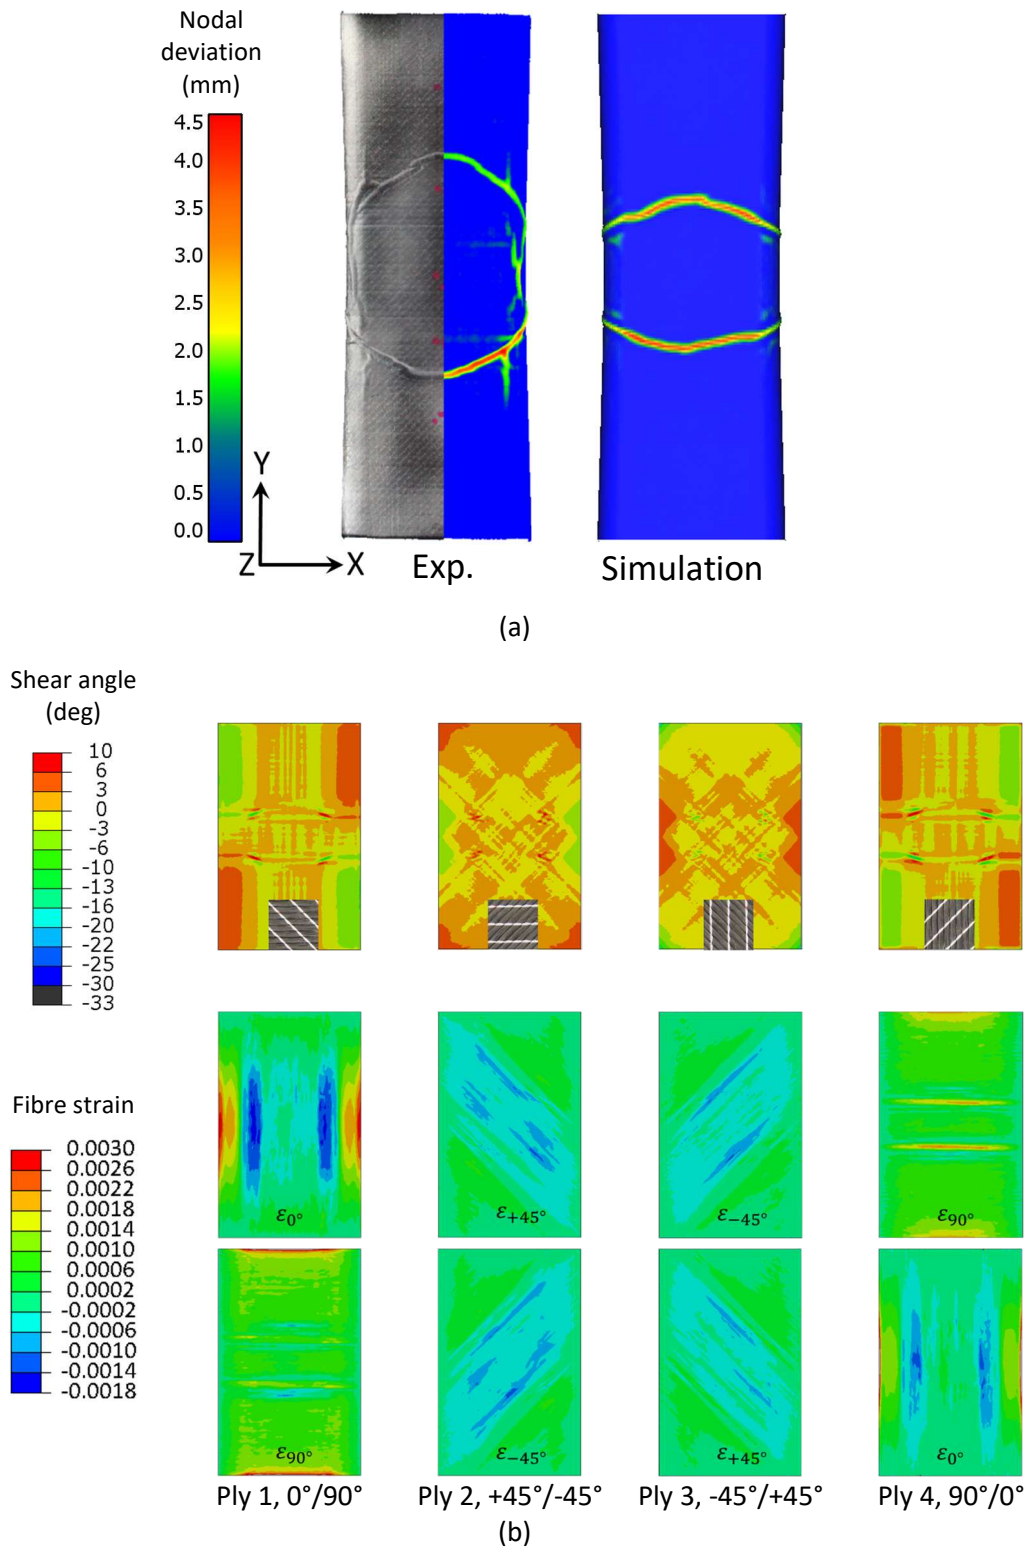 Nodal
deviation
(mm)
4.5
4.0
3.5
3.0
2.5
2.0
1.5
1.0
0.5
0.0
Y
Z
X
Exp.
Simulation
(a)
Shear angle
(deg)
10
6
3
0
-3
-6
-10
-13
-16
-20
-22
-25
-30
-33
Fibre strain
0.0030
0.0026
0.0022
0.0018
0.0014
0.0010
0.0006
0.0002
-0.0002
-0.0006
-0.0010
-0.0014
-0.0018
ε0°
ε+45°
ε−45°
ε90°
ε90°
ε−45°
ε+45°
ε0°
Ply 1, 0°/90°
Ply 2, +45°/-45°
Ply 3, -45°/+45°
Ply 4, 90°/0°
(b)